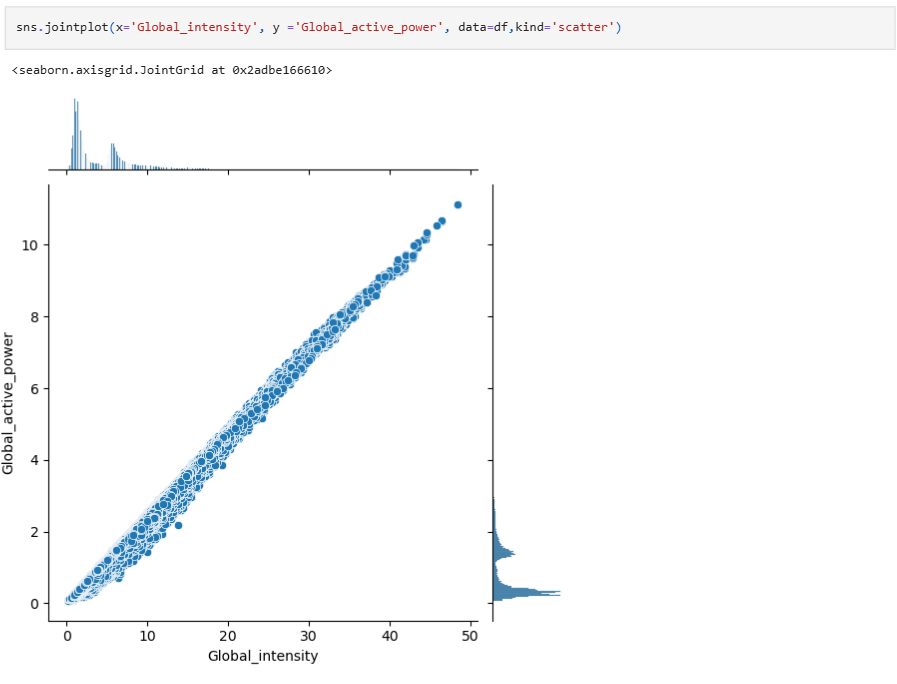 sns.jointplot(x='Global_intensity', y ='Global_active_power', data=df,kind='scatter')
<seaborn.axisgrid.JointGrid at 0x2adbe166610>
10
8
6
4
2
0
Global_active_power
0 10 20 30 40 50
Global_intensity